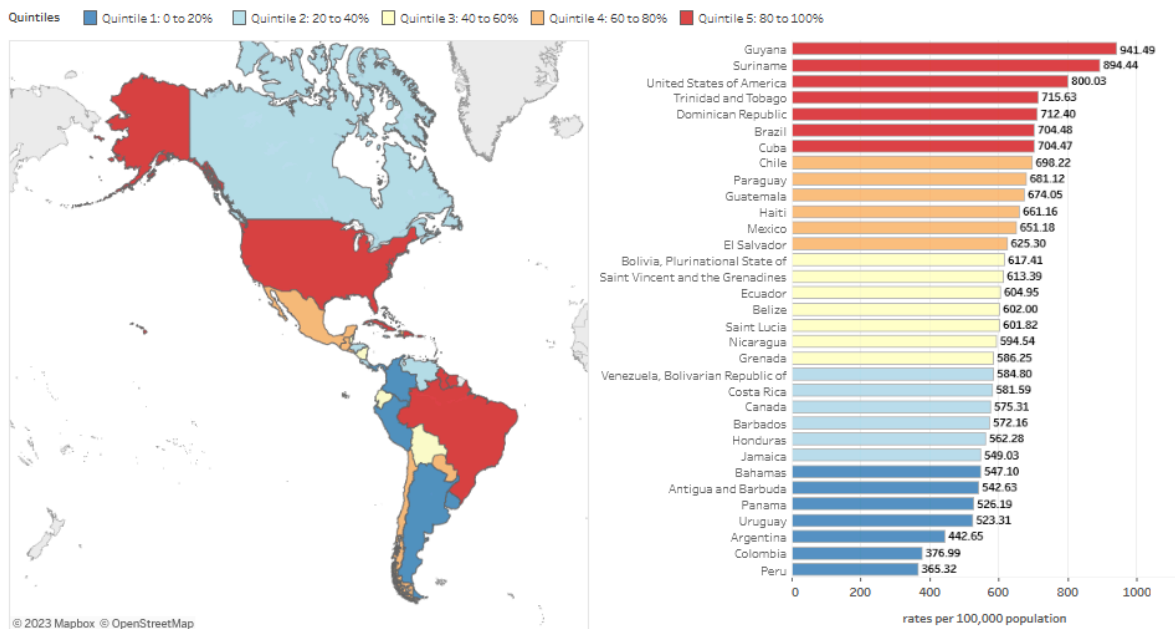 Quintiles Quintile 1: 0 to 20% Quintile 2: 20 to 40% Quintile 3: 40 to 60% Quintile 4: 60 to 80% Quintile 5: 80 to 100%
Guyana 941.49
Suriname 894.44
United States of America 800.03
Trinidad and Tobago 715.63
Dominican Republic 712.40
Brazil 704.48
Cuba 704.47
Chile 698.22
Paraguay 681.12
Guatemala 674.05
Haiti 661.16
Mexico 651.18
El Salvador 625.30
Bolivia, Plurinational State of 617.41
Saint Vincent and the Grenadines 613.39
Ecuador 604.95
Belize 602.00
Saint Lucia 601.82
Nicaragua 594.54
Grenada 586.25
Venezuela, Bolivarian Republic of 584.80
Costa Rica 581.59
Canada 575.31
Barbados 572.16
Honduras 562.28
Jamaica 549.03
Bahamas 547.10
Antigua and Barbuda 542.63
Panama 526.19
Uruguay 523.31
Argentina 442.65
Colombia 376.99
Peru 365.32
0 200 400 600 800 1000
rates per 100,000 population
© 2023 Mapbox © OpenStreetMap